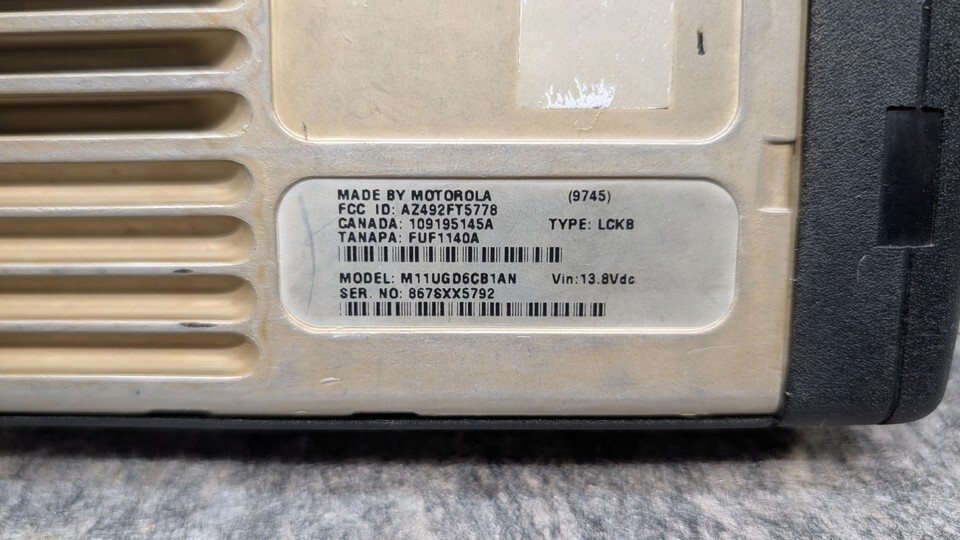 MADE BY MOTOROLA (9745)
FCC ID: AZ492FT5778
CANADA: 109195145A TYPE: LCKB
TANAPA: FUF1140A
MODEL: M11UGD6CB1AN Vin:13.8Vdc
SER. NO: 867SXX5792